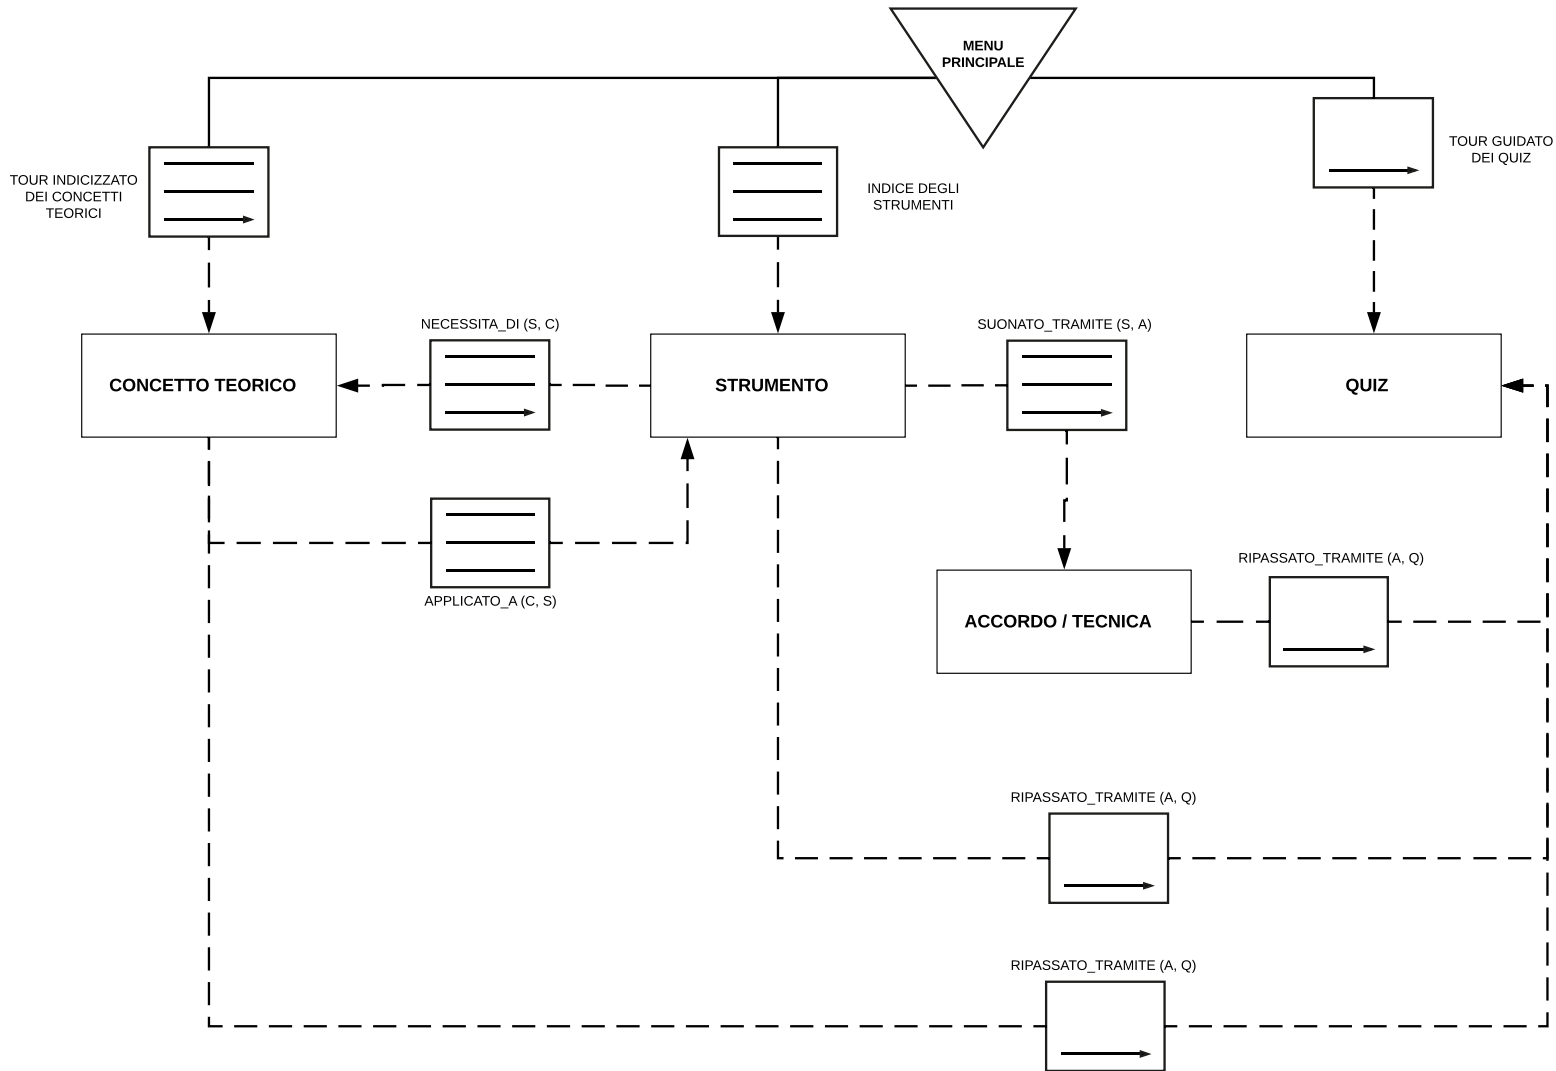 MENU
PRINCIPALE
TOUR INDICIZZATO
DEI CONCETTI
TEORICI
INDICE DEGLI
STRUMENTI
TOUR GUIDATO
DEI QUIZ
NECESSITA_DI (S, C)
SUONATO_TRAMITE (S, A)
CONCETTO TEORICO
STRUMENTO
QUIZ
APPLICATO_A (C, S)
RIPASSATO_TRAMITE (A, Q)
ACCORDO / TECNICA
RIPASSATO_TRAMITE (A, Q)
RIPASSATO_TRAMITE (A, Q)